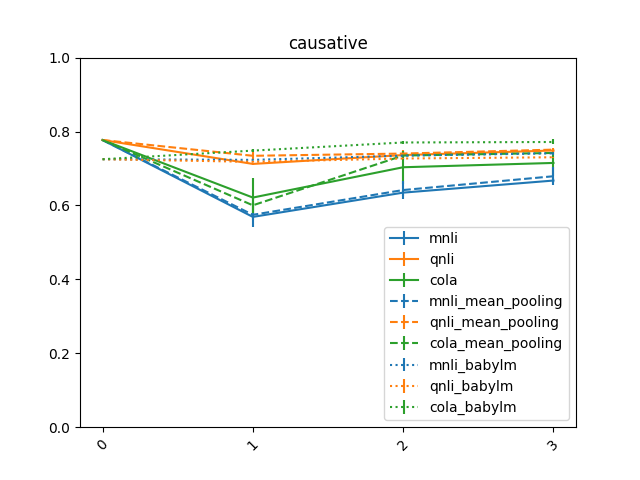 causative
1.0
0.8
0.6
0.4
0.2
0.0
0
1
2
3
mnli
qnli
cola
mnli_mean_pooling
qnli_mean_pooling
cola_mean_pooling
mnli_babylm
qnli_babylm
cola_babylm